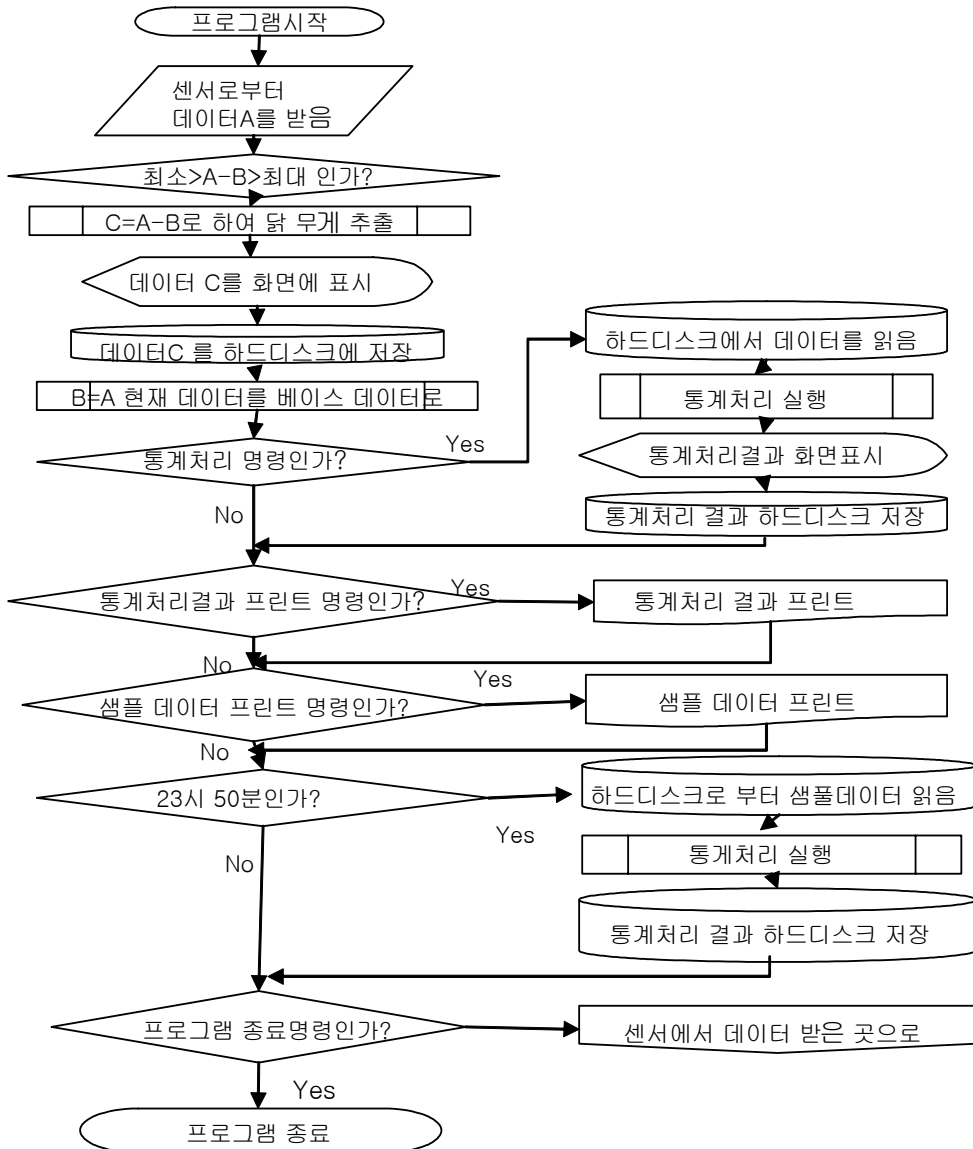 프로그램시작
센서로부터
데이터A를 받음
최소>A-B>최대 인가?
C=A-B로 하여 닭 무게 추출
데이터 C를 화면에 표시
데이터C 를 하드디스크에 저장
B=A 현재 데이터를 베이스 데이터로
통계처리 명령인가?
Yes
하드디스크에서 데이터를 읽음
통계처리 실행
통계처리결과 화면표시
통계처리 결과 하드디스크 저장
No
통계처리결과 프린트 명령인가?
Yes
통계처리 결과 프린트
No
샘플 데이터 프린트 명령인가?
Yes
샘플 데이터 프린트
No
23시 50분인가?
Yes
하드디스크로 부터 샘풀데이터 읽음
통게처리 실행
통계처리 결과 하드디스크 저장
No
프로그램 종료명령인가?
센서에서 데이터 받은 곳으로
Yes
프로그램 종료